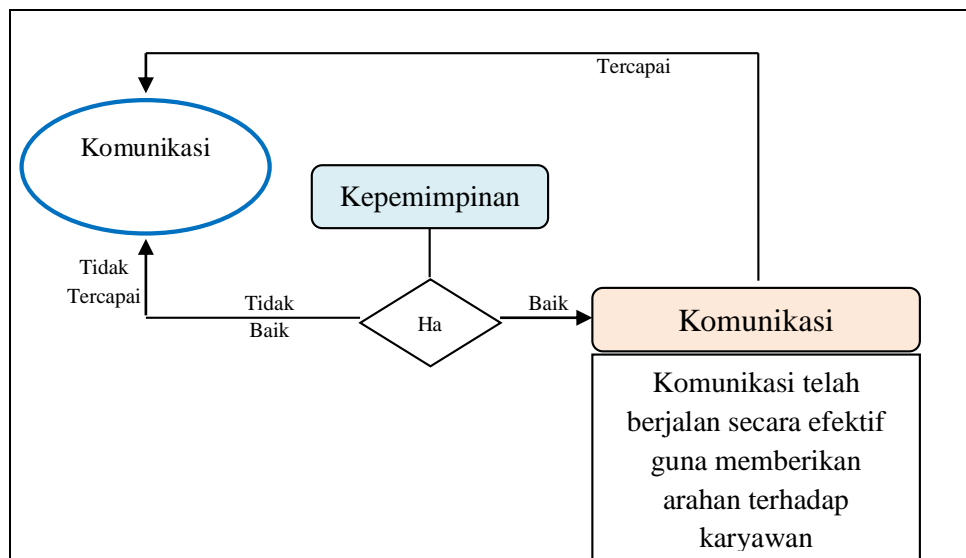 Tercapai
Komunikasi
Kepemimpinan
Tidak
Tercapai
Tidak
Baik
Ha
Baik
Komunikasi
Komunikasi telah
berjalan secara efektif
guna memberikan
arahan terhadap
karyawan